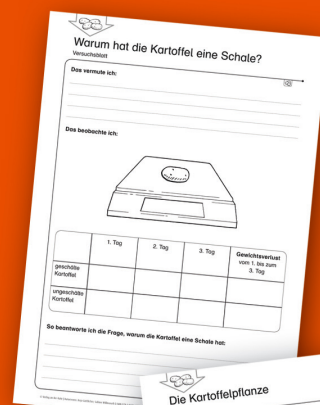 Warum hat die Kartoffel eine Schale?
Versuchsblatt
Das vermute ich:
Das beobachte ich:
1. Tag
2. Tag
3. Tag
Gewichtsverlust
vom 1. bis zum
3. Tag
geschälte
Kartoffel
ungeschälte
Kartoffel
So beantworte ich die Frage, warum die Kartoffel eine Schale hat:
Die Kartoffelpflanze